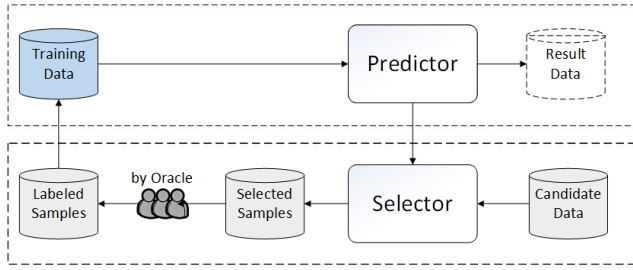 Training
Data
Predictor
Result
Data
by Oracle
Labeled
Samples
Selected
Samples
Selector
Candidate
Data